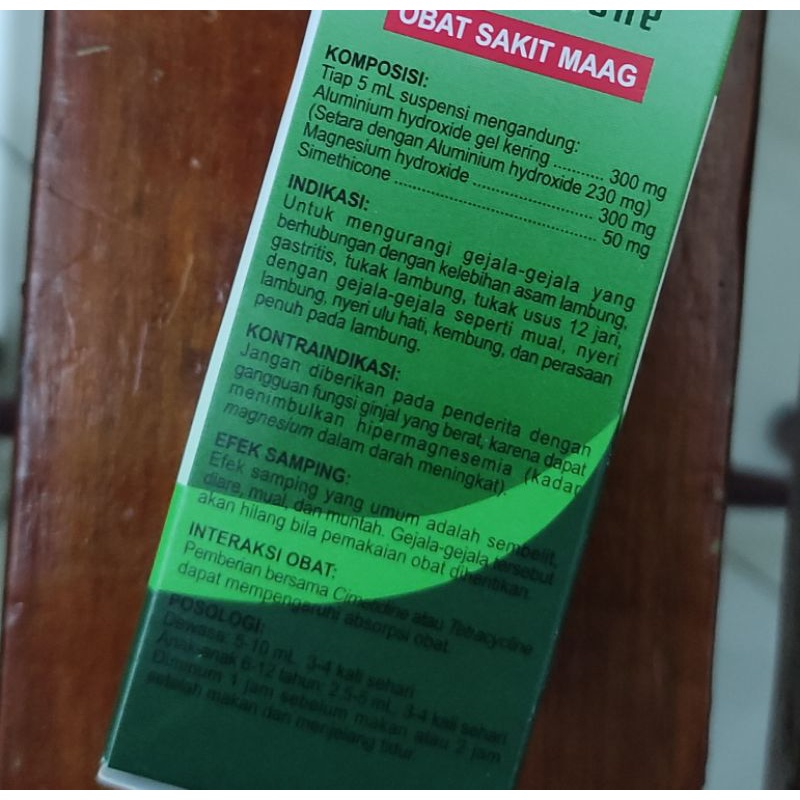 OBAT SAKIT MAAG
KOMPOSISI:
Tiap 5 mL suspensi mengandung:
Aluminium hydroxide gel kering .......... 300 mg
(Setara dengan Aluminium hydroxide 230 mg)
Magnesium hydroxide ........................ 300 mg
Simethicone ........................................ 50 mg
INDIKASI:
Untuk mengurangi gejala-gejala yang
berhubungan dengan kelebihan asam lambung,
gastritis, tukak lambung, tukak usus 12 jari,
dengan gejala-gejala seperti mual, nyeri
lambung, nyeri ulu hati, kembung, dan perasaan
penuh pada lambung.
KONTRAINDIKASI:
Jangan diberikan pada penderita dengan
gangguan fungsi ginjal yang berat, karena dapat
menimbulkan hipermagnesemia (kadar
magnesium dalam darah meningkat).
EFEK SAMPING:
Efek samping yang umum adalah sembelit,
diare, mual, dan muntah. Gejala-gejala tersebut
akan hilang bila pemakaian obat dihentikan
INTERAKSI OBAT:
Pemberian bersama Cimetidine atau Tetracycline
dapat mempengaruhi absorpsi obat.
POSOLOGI:
Dewasa: 5-10 mL, 3-4 kali sehari
Anak-anak 6-12 tahun: 2,5-5 mL, 3-4 kali sehari
Diminum 1 jam sebelum makan atau 2 jam
setelah makan dan menjelang tidur.